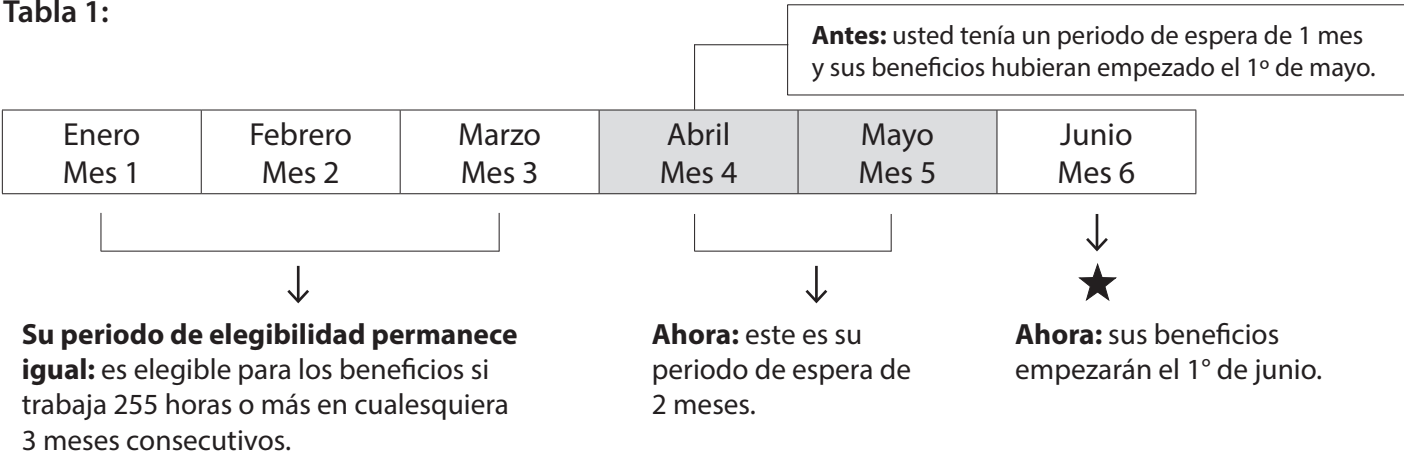 Tabla 1:
Antes: usted tenía un periodo de espera de 1 mes
y sus beneficios hubieran empezado el 1º de mayo.
Enero
Mes 1
Febrero
Mes 2
Marzo
Mes 3
Abril
Mes 4
Mayo
Mes 5
Junio
Mes 6
Su periodo de elegibilidad permanece
igual: es elegible para los beneficios si
trabaja 255 horas o más en cualesquiera
3 meses consecutivos.
Ahora: este es su
periodo de espera de
2 meses.
Ahora: sus beneficios
empezarán el 1° de junio.